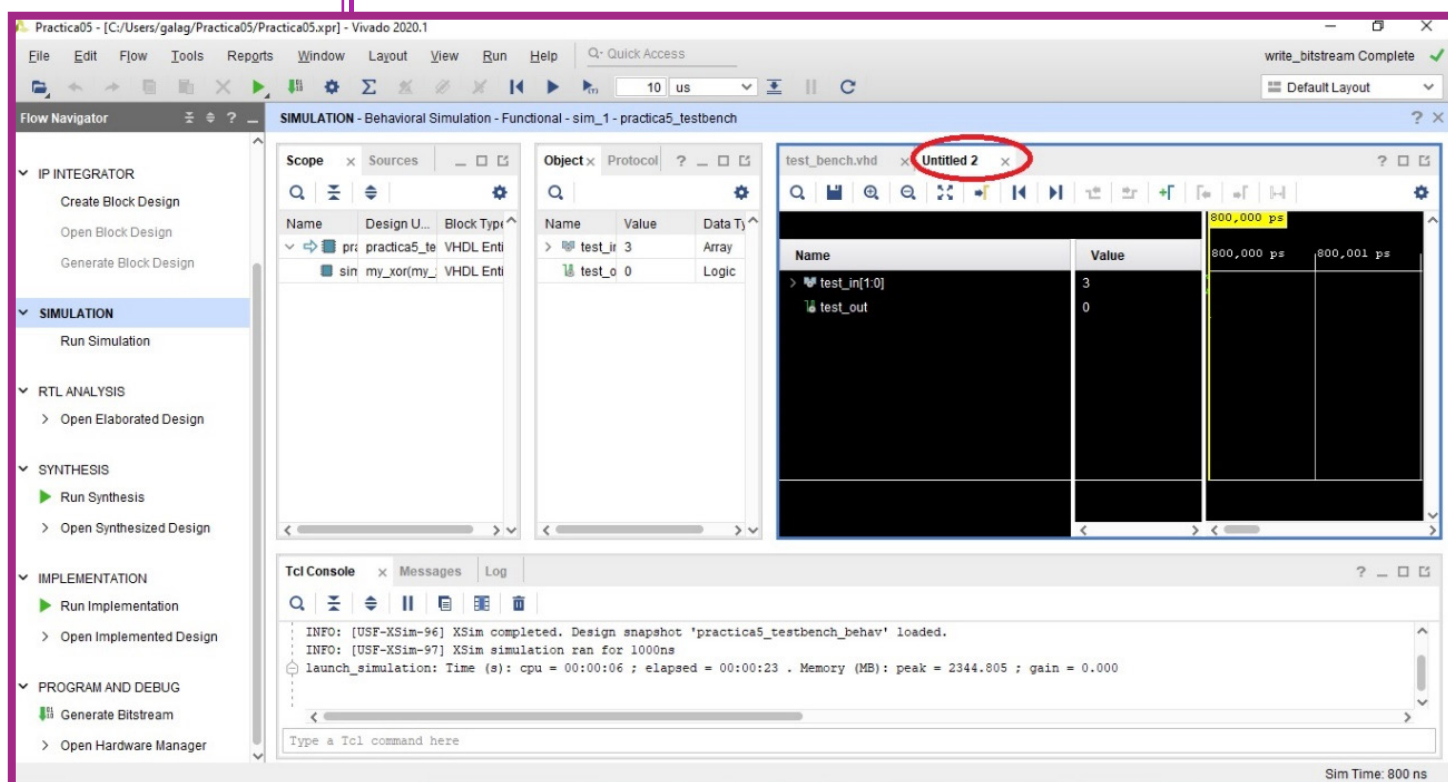 Practica05 - [C:/Users/galag/Practica05/Practica05.xpr] - Vivado 2020.1
File Edit Flow Tools Reports Window Layout View Run Help Quick Access write_bitstream Complete
10 us Default Layout
Flow Navigator
SIMULATION - Behavioral Simulation - Functional - sim_1 - practica5_testbench
IP INTEGRATOR
Create Block Design
Open Block Design
Generate Block Design
SIMULATION
Run Simulation
RTL ANALYSIS
Open Elaborated Design
SYNTHESIS
Run Synthesis
Open Synthesized Design
IMPLEMENTATION
Run Implementation
Open Implemented Design
PROGRAM AND DEBUG
Generate Bitstream
Open Hardware Manager
Scope Sources
Name Design U... Block Type
pra practica5_te VHDL Enti
sim my_xor(my_ VHDL Enti
Object Protocol
Name Value Data Ty
test_in 3 Array
test_o 0 Logic
test_bench.vhd Untitled 2
800,000 ps
Name Value 800,000 ps 800,001 ps
test_in[1:0] 3
test_out 0
Tcl Console Messages Log
INFO: [USF-XSim-96] XSim completed. Design snapshot 'practica5_testbench_behav' loaded.
INFO: [USF-XSim-97] XSim simulation ran for 1000ns
launch_simulation: Time (s): cpu = 00:00:06 ; elapsed = 00:00:23 . Memory (MB): peak = 2344.805 ; gain = 0.000
Type a Tcl command here
Sim Time: 800 ns